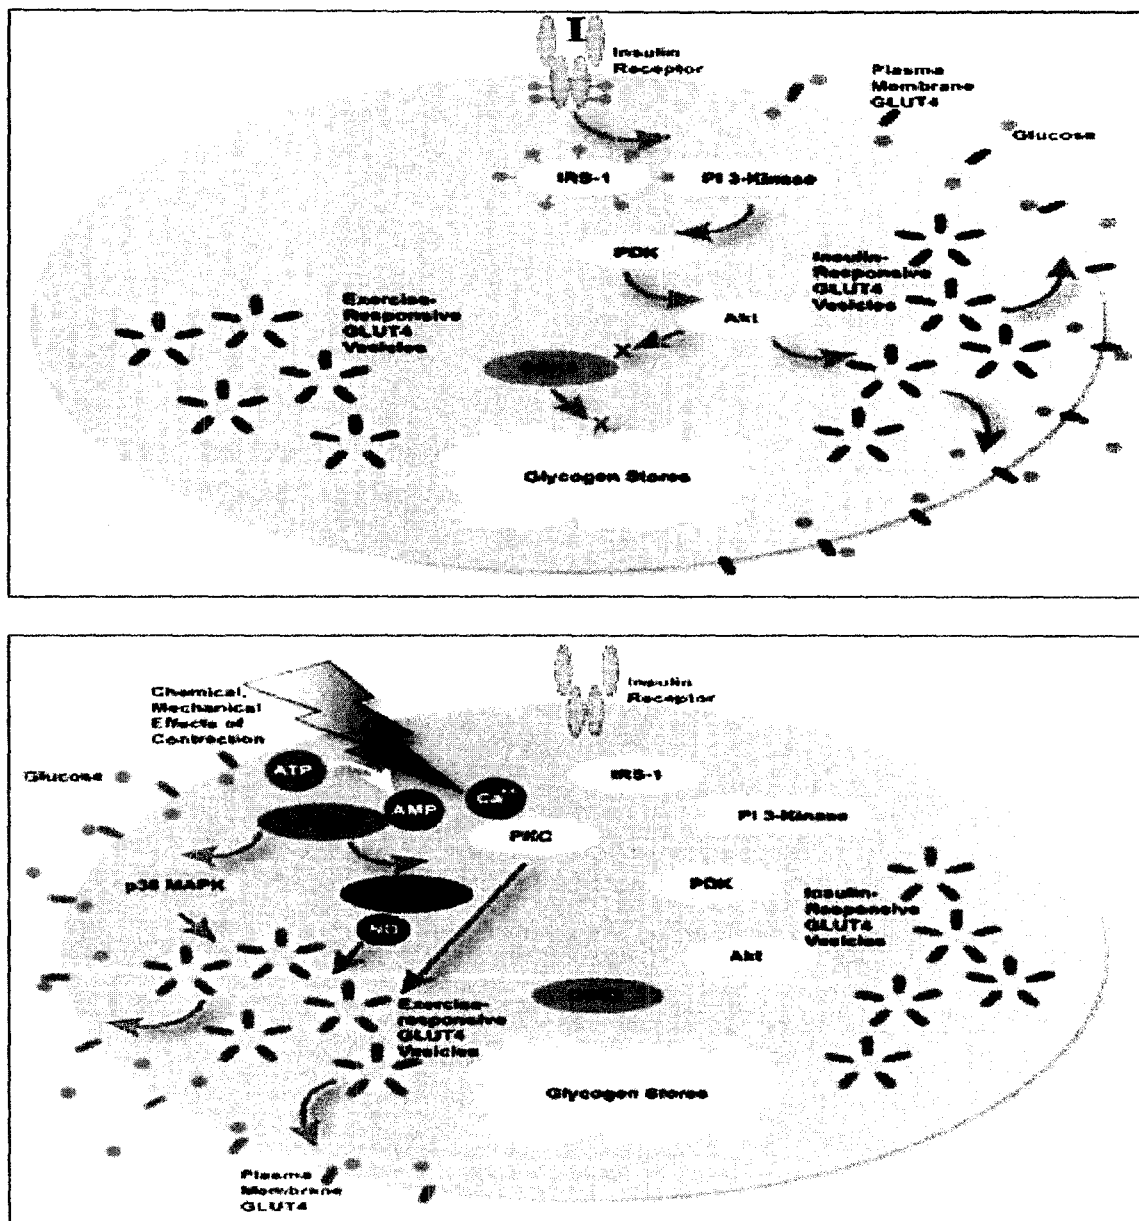 I
Insulin
Receptor
Plasma
Membrane
GLUT4
Glucose
IRS-1
PI 3-Kinase
PDK
Insulin-
Responsive
GLUT4
Vesicles
Exercise-
Responsive
GLUT4
Vesicles
Akt
X
X
Glycogen Stores
Chemical,
Mechanical
Effects of
Contraction
Insulin
Receptor
Glucose
ATP
AMP
Ca++
IRS-1
PKC
PI 3-Kinase
p38 MAPK
PDK
Insulin-
Responsive
GLUT4
Vesicles
NO
Akt
Exercise-
responsive
GLUT4
Vesicles
Glycogen Stores
Plasma
Membrane
GLUT4